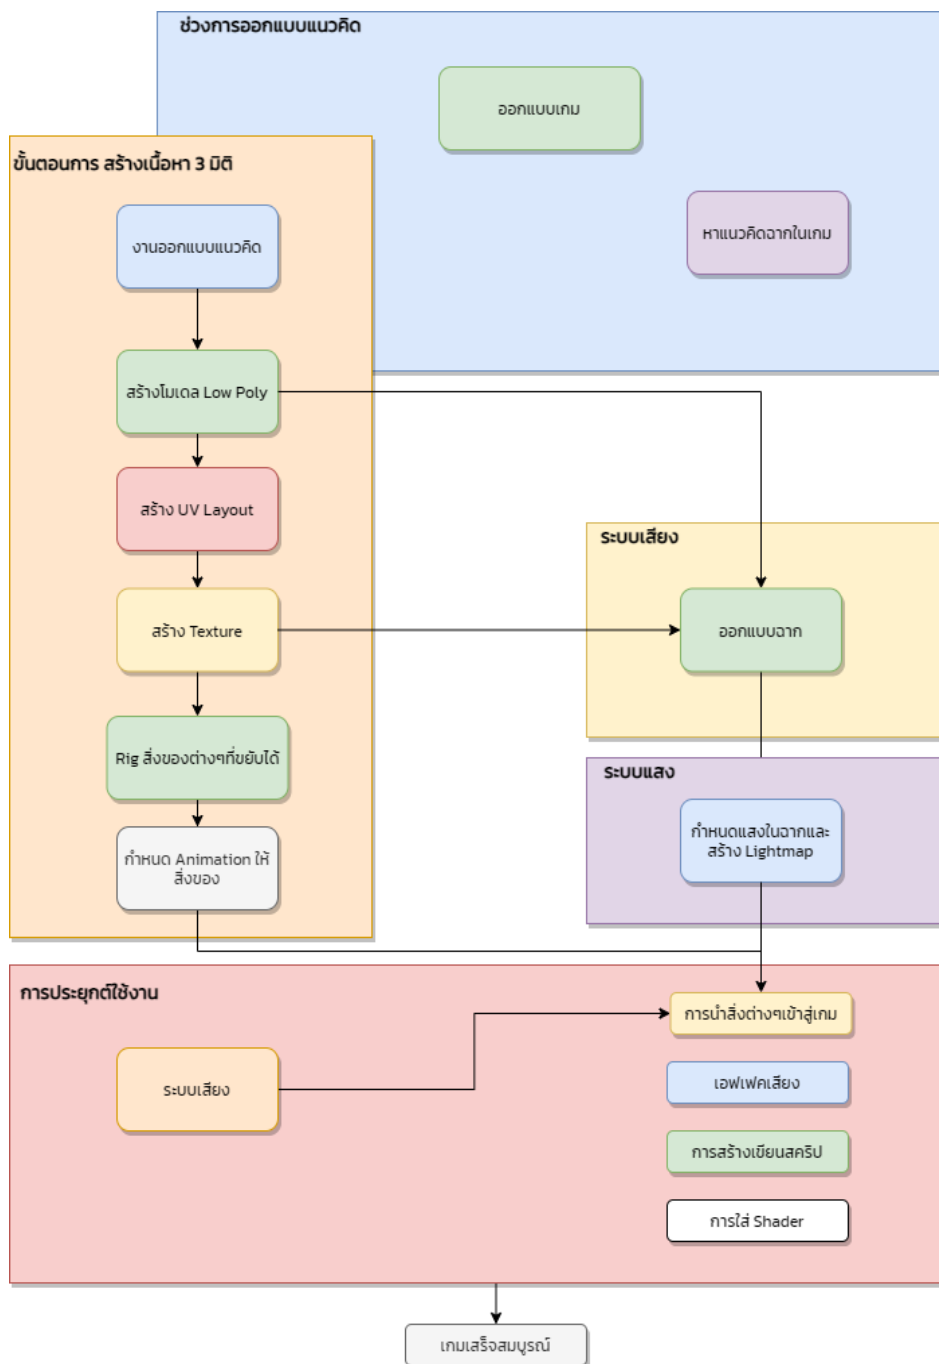 ช่วงการออกแบบแนวคิด
ออกแบบเกม
ขั้นตอนการ สร้างเนื้อหา 3 มิติ
หาแนวคิดฉากในเกม
งานออกแบบแนวคิด
สร้างโมเดล Low Poly
สร้าง UV Layout
ระบบเสียง
สร้าง Texture
ออกแบบฉาก
Rig สิ่งของต่างๆที่ขยับได้
ระบบแสง
กำหนดแสงในฉากและ
สร้าง Lightmap
กำหนด Animation ให้
สิ่งของ
การประยุกต์ใช้งาน
การนำสิ่งต่างๆเข้าสู่เกม
ระบบเสียง
เอฟเฟคเสียง
การสร้างเขียนสคริป
การใส่ Shader
เกมเสร็จสมบูรณ์